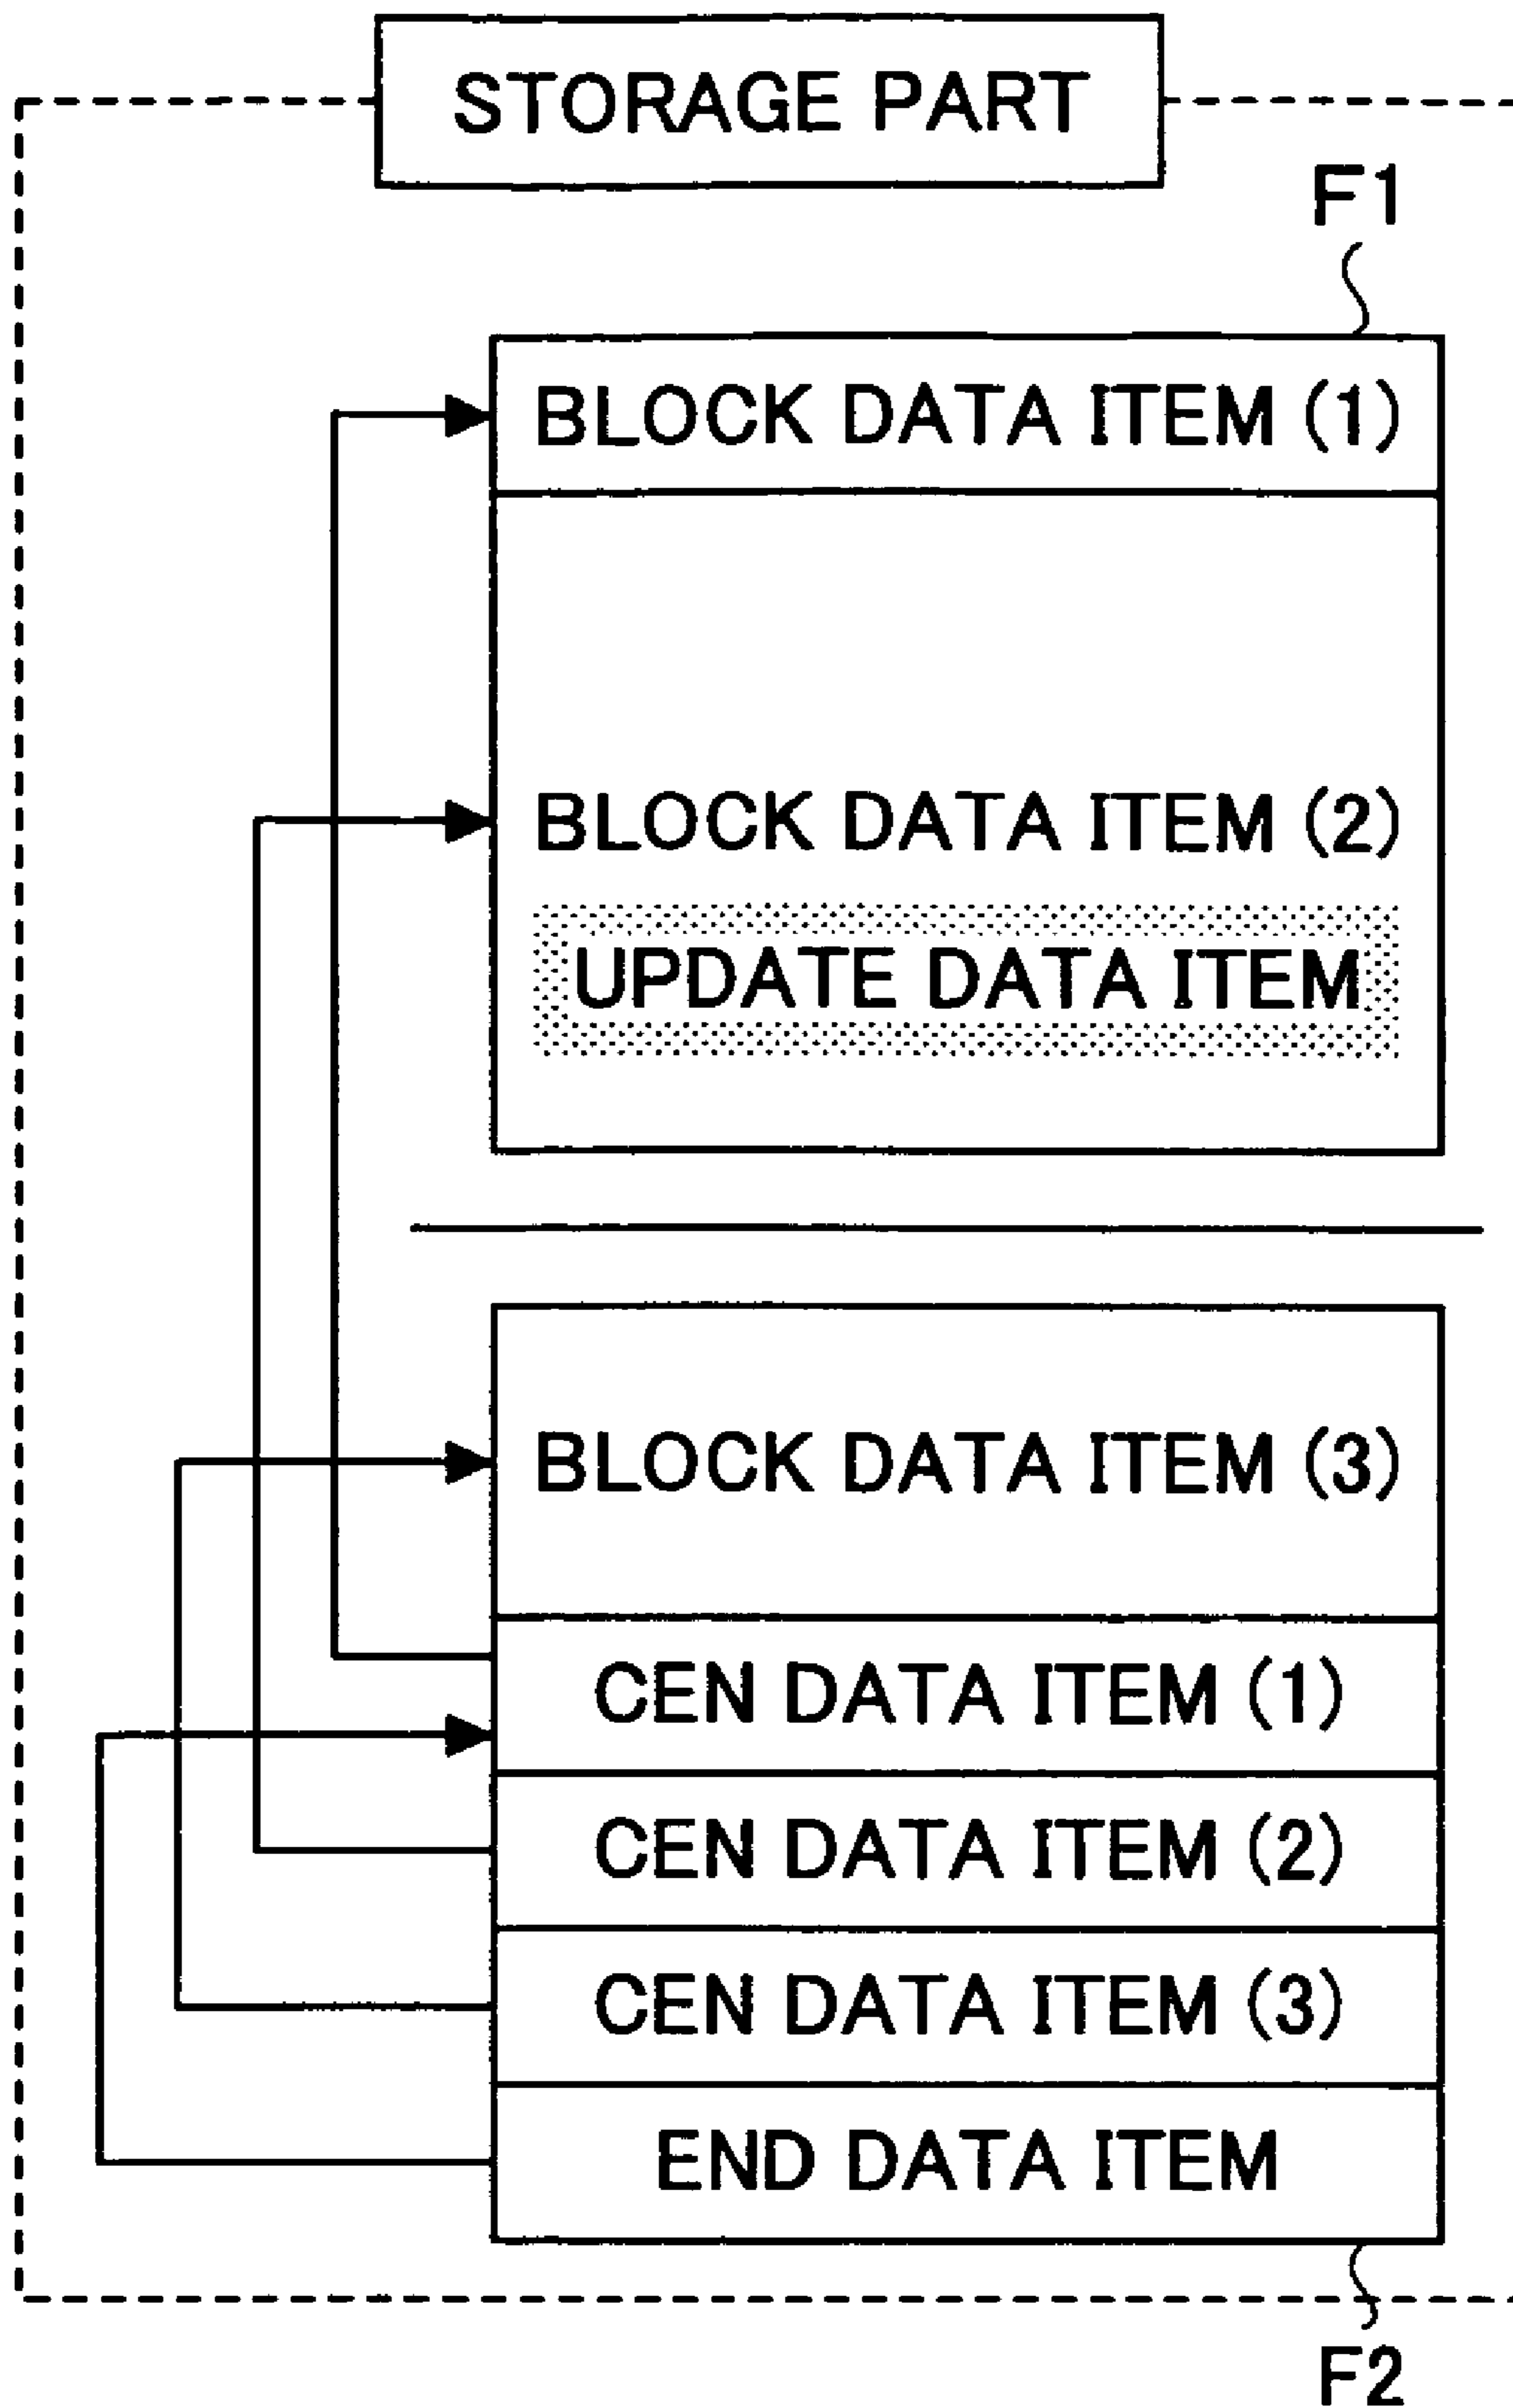 STORAGE PART
F1
BLOCK DATA ITEM (1)
BLOCK DATA ITEM (2)
UPDATE DATA ITEM
BLOCK DATA ITEM (3)
CEN DATA ITEM (1)
CEN DATA ITEM (2)
CEN DATA ITEM (3)
END DATA ITEM
F2